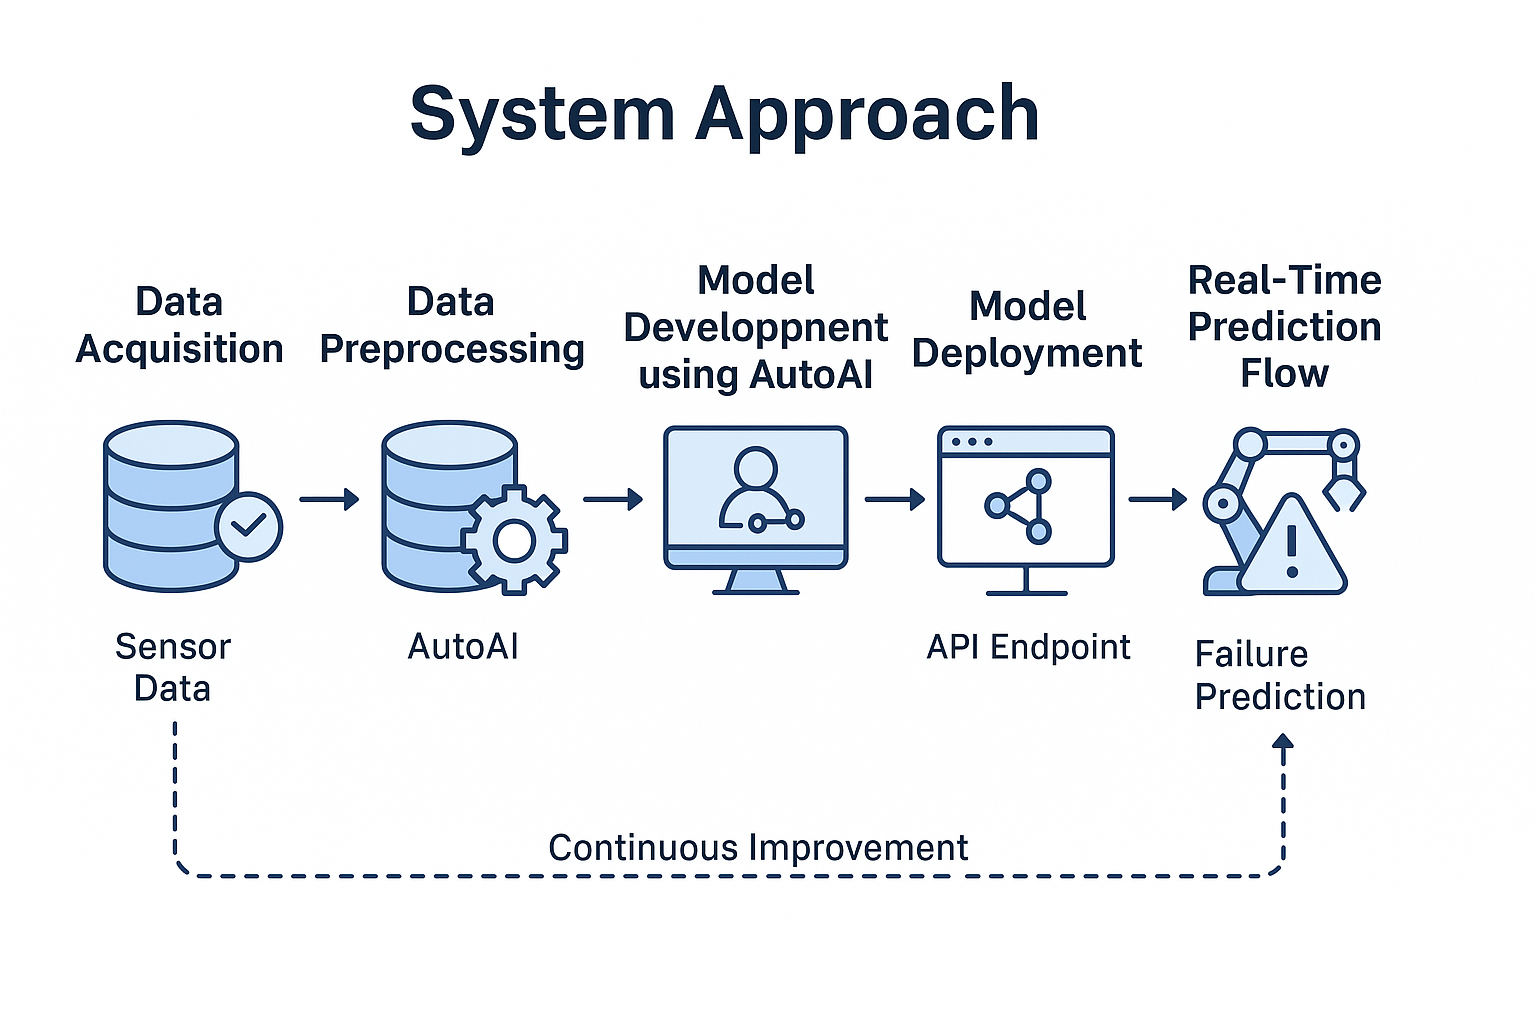 System Approach
Data
Acquisition
Data
Preprocessing
Model
Developpnent
using AutoAI
Model
Deployment
Real-Time
Prediction
Flow
Sensor
Data
AutoAI
API Endpoint
Failure
Prediction
Continuous Improvement